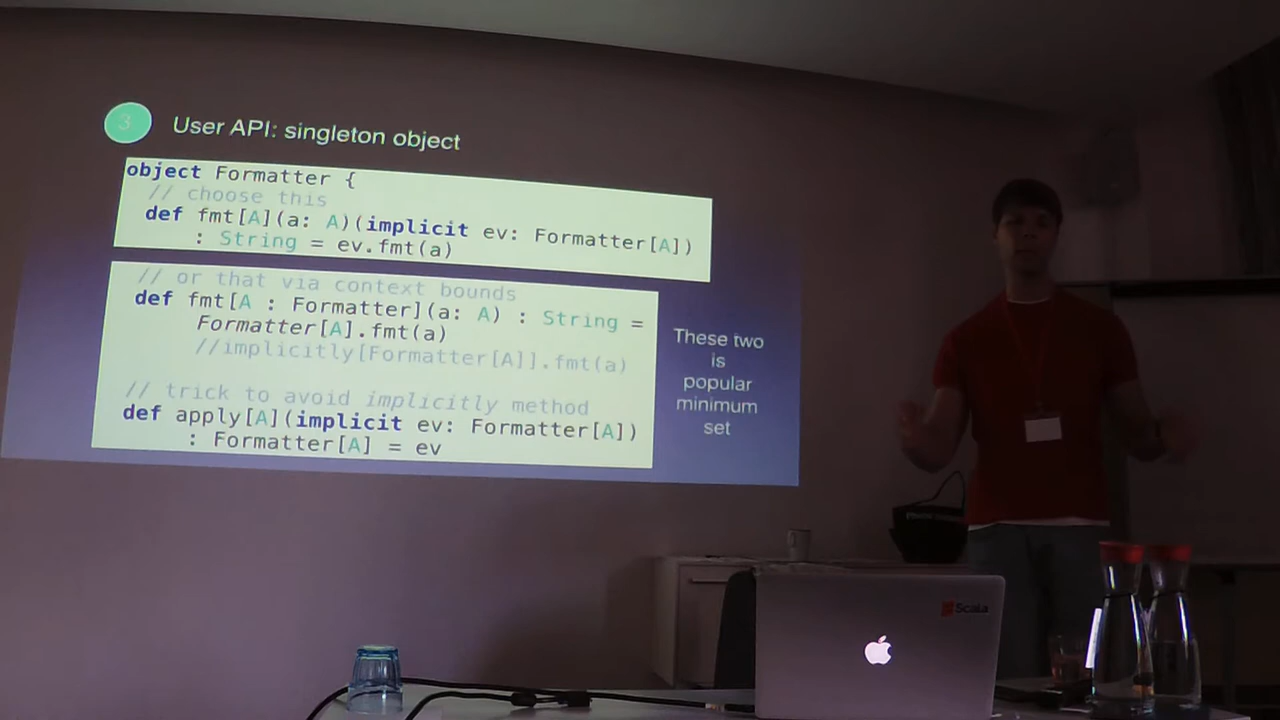 3
User API: singleton object
object Formatter {
// choose this
def fmt[A](a: A)(implicit ev: Formatter[A])
: String = ev.fmt(a)
// or that via context bounds
def fmt[A : Formatter](a: A) : String =
Formatter[A].fmt(a)
//implicitly[Formatter[A]].fmt(a)
// trick to avoid implicitly method
def apply[A](implicit ev: Formatter[A])
: Formatter[A] = ev
These two
is
popular
minimum
set
Scala